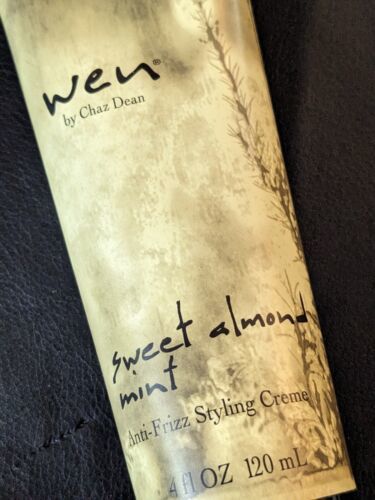 wen®
by Chaz Dean
sweet almond
mint
Anti-Frizz Styling Creme
4 fl OZ 120 mL